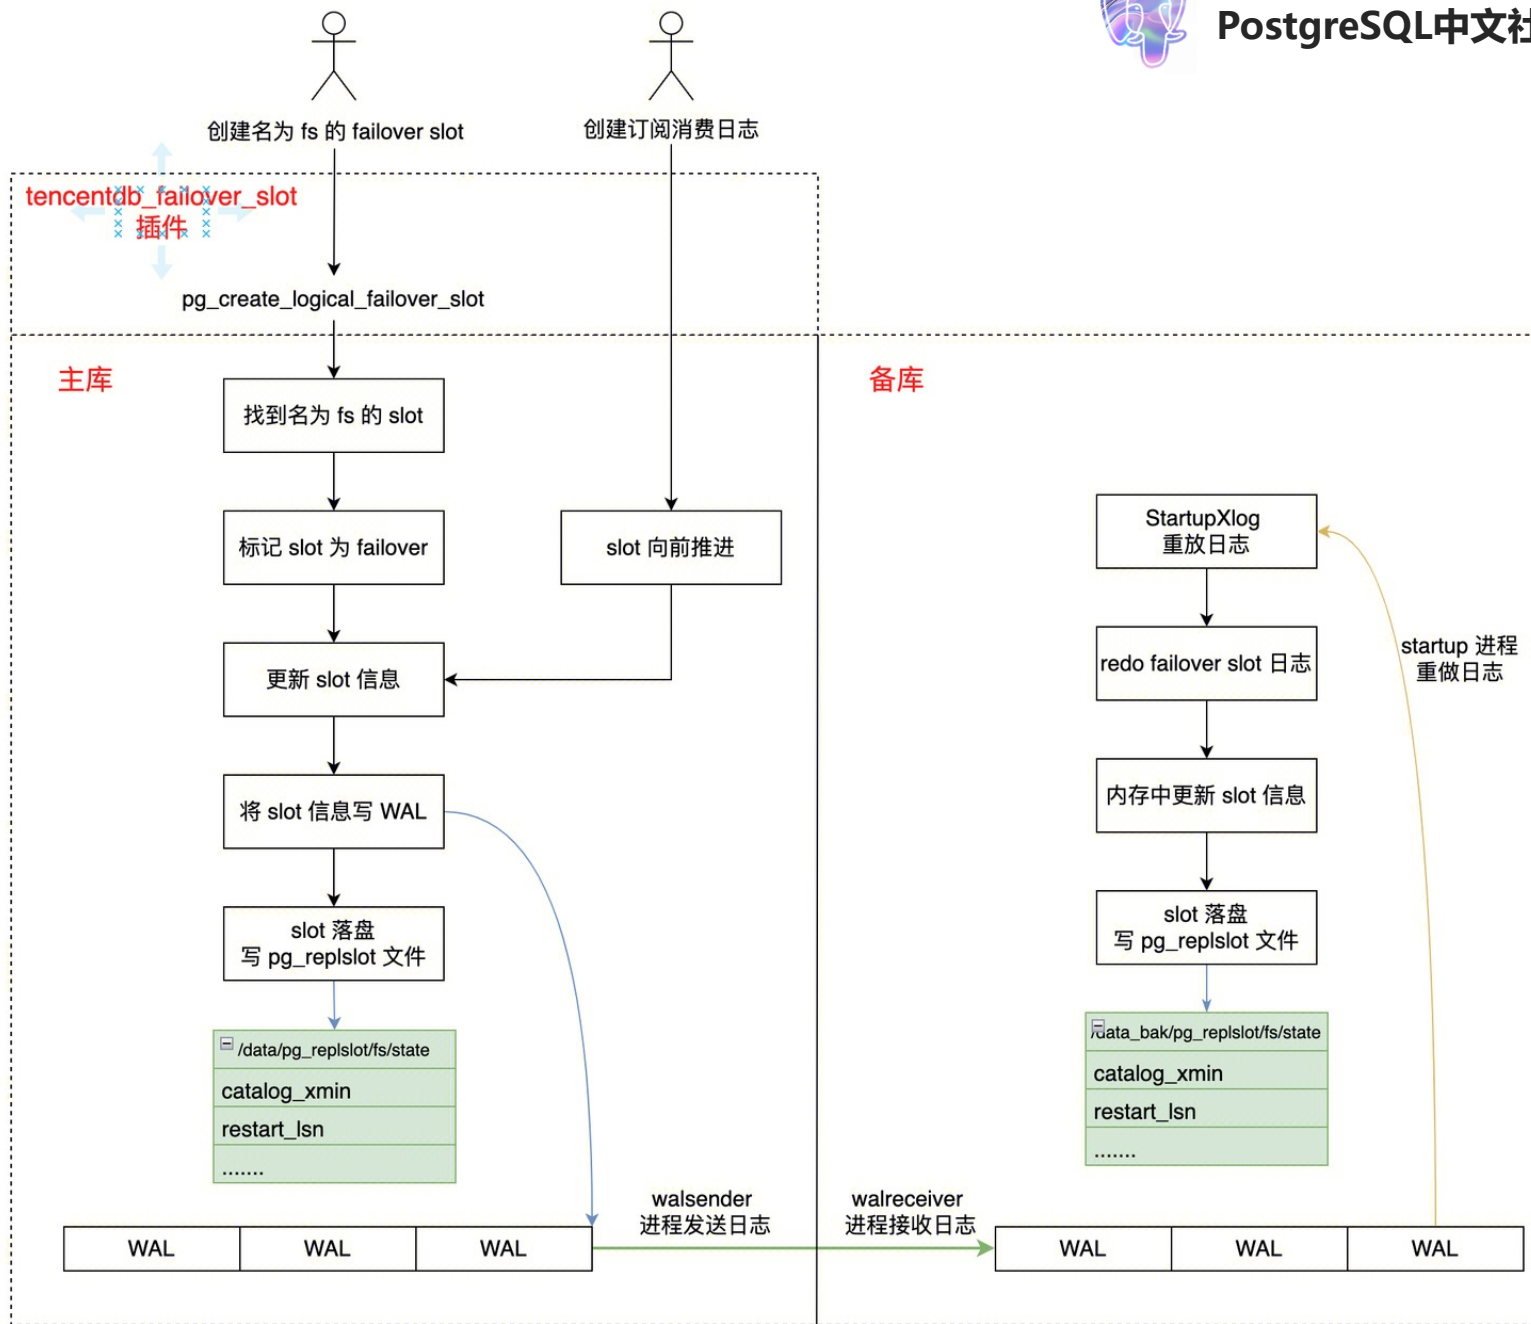 PostgreSQL中文社
创建名为 fs 的 failover slot
创建订阅消费日志
tencentdb_failover_slot
插件
pg_create_logical_failover_slot
主库
备库
找到名为 fs 的 slot
标记 slot 为 failover
slot 向前推进
更新 slot 信息
将 slot 信息写 WAL
slot 落盘
写 pg_replslot 文件
/data/pg_replslot/fs/state
catalog_xmin
restart_lsn
.......
WAL
WAL
WAL
walsender
进程发送日志
walreceiver
进程接收日志
StartupXlog
重放日志
redo failover slot 日志
内存中更新 slot 信息
slot 落盘
写 pg_replslot 文件
/data_bak/pg_replslot/fs/state
catalog_xmin
restart_lsn
.......
startup 进程
重做日志
WAL
WAL
WAL